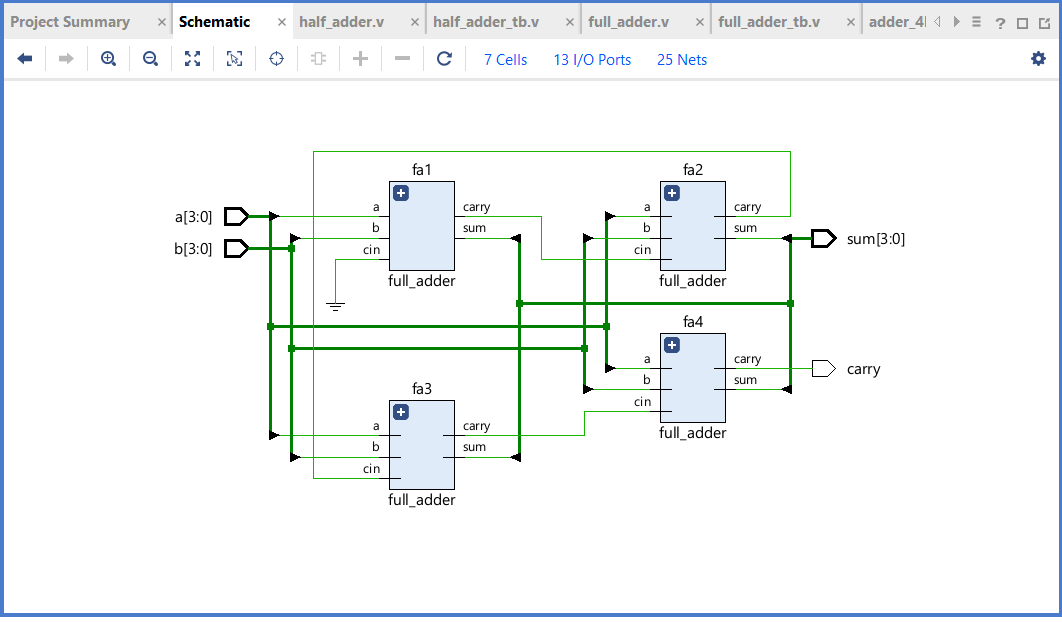 Project Summary × Schematic × half_adder.v × half_adder_tb.v × full_adder.v × full_adder_tb.v × adder_4 ?
7 Cells 13 I/O Ports 25 Nets
fa1
a
b
cin
carry
sum
full_adder
fa2
a
b
cin
carry
sum
full_adder
a[3:0]
b[3:0]
sum[3:0]
fa4
a
b
cin
carry
sum
full_adder
carry
fa3
a
b
cin
carry
sum
full_adder